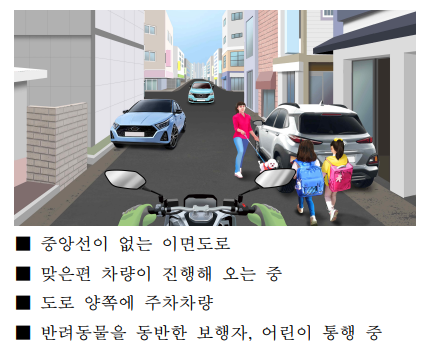 ■ 중앙선이 없는 이면도로
■ 맞은편 차량이 진행해 오는 중
■ 도로 양쪽에 주차차량
■ 반려동물을 동반한 보행자, 어린이 통행 중